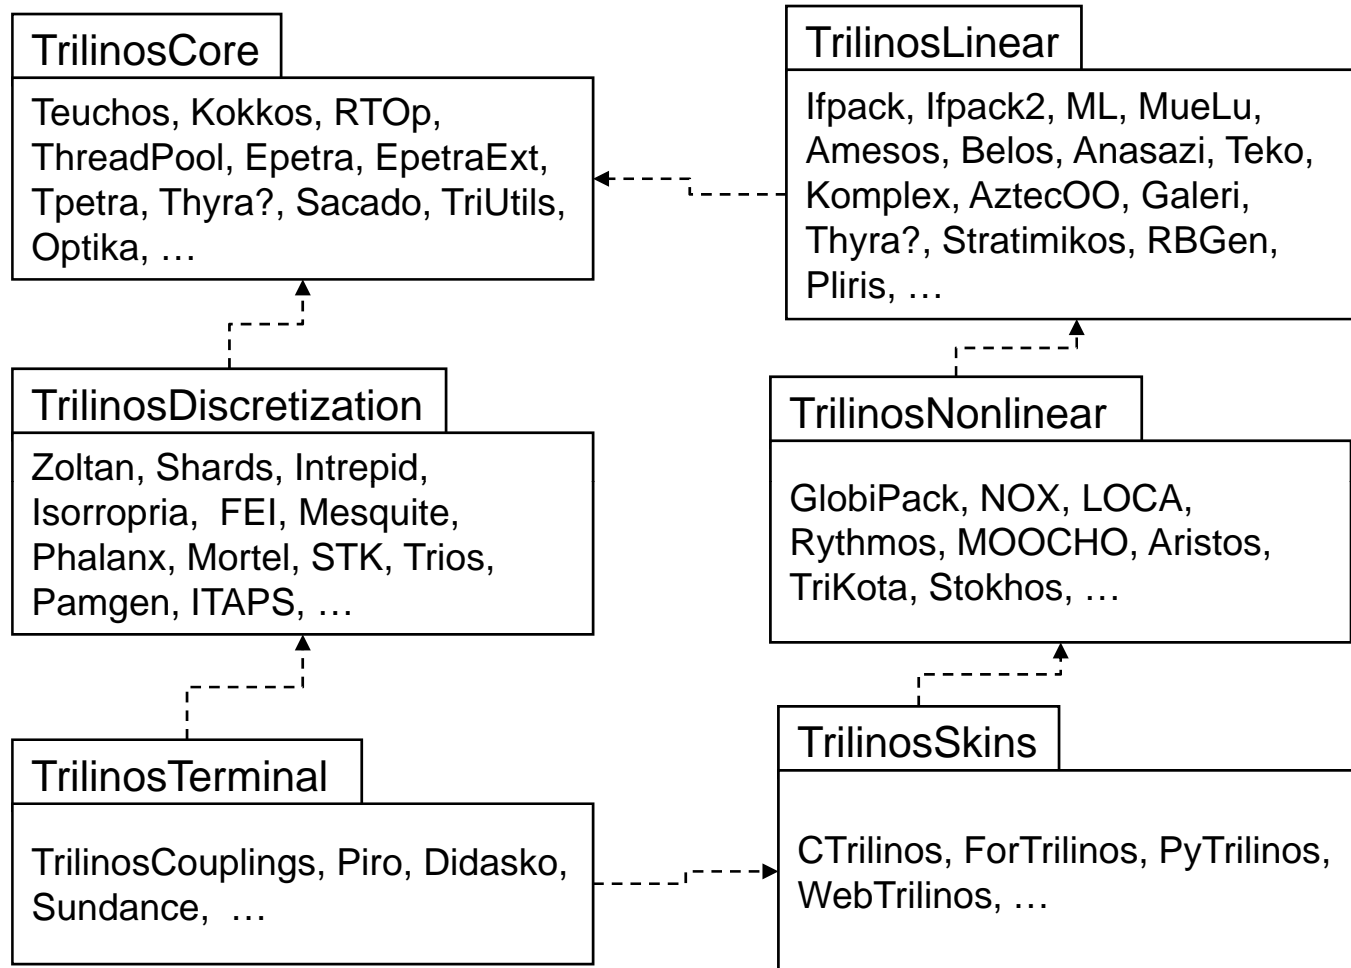 TrilinosCore
Teuchos, Kokkos, RTOp,
ThreadPool, Epetra, EpetraExt,
Tpetra, Thyra?, Sacado, TriUtils,
Optika, …
TrilinosLinear
Ifpack, Ifpack2, ML, MueLu,
Amesos, Belos, Anasazi, Teko,
Komplex, AztecOO, Galeri,
Thyra?, Stratimikos, RBGen,
Pliris, …
TrilinosDiscretization
Zoltan, Shards, Intrepid,
Isorropria, FEI, Mesquite,
Phalanx, Mortel, STK, Trios,
Pamgen, ITAPS, …
TrilinosNonlinear
GlobiPack, NOX, LOCA,
Rythmos, MOOCHO, Aristos,
TriKota, Stokhos, …
TrilinosTerminal
TrilinosCouplings, Piro, Didasko,
Sundance, …
TrilinosSkins
CTrilinos, ForTrilinos, PyTrilinos,
WebTrilinos, …